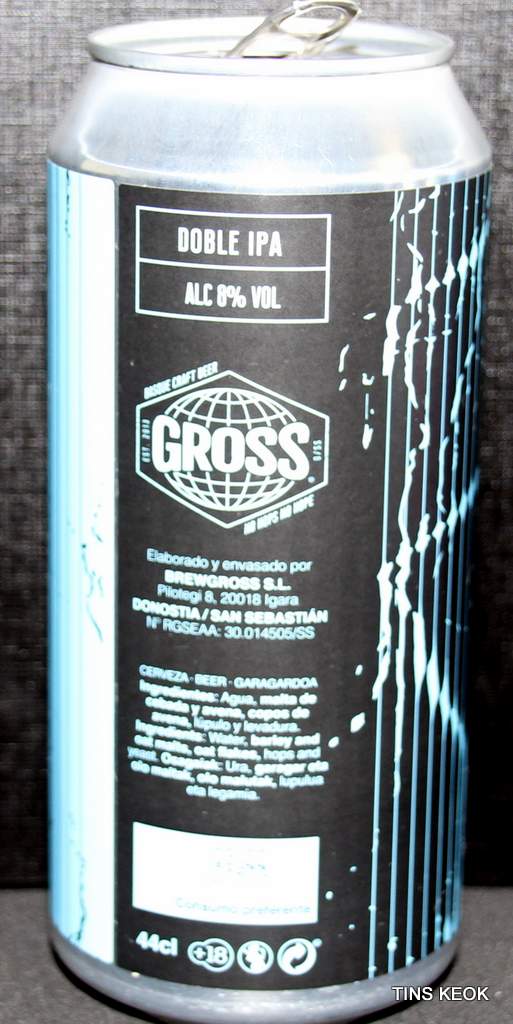 DOBLE IPA
ALC 8% VOL
BASQUE CRAFT BEER
EST. 2013
GROSS
D/SS
NO HOPS NO HOPE
Elaborado y envasado por
BREWGROSS S.L.
Pilotegi 8, 20018 Igara
DONOSTIA / SAN SEBASTIÁN
Nº RGSEAA: 30.014505/SS
CERVEZA · BEER · GARAGARDOA
Ingredientes: Agua, malta de
cebada y avena, copos de
avena, lúpulo y levadura.
Ingredients: Water, barley and
oat malts, oat flakes, hops and
yeast. Osagaiak: Ura, garagar eta
olo maltak, olo malutak, lupulua
eta legamia.
Consumo preferente
44cl
+18
TINS KEOK